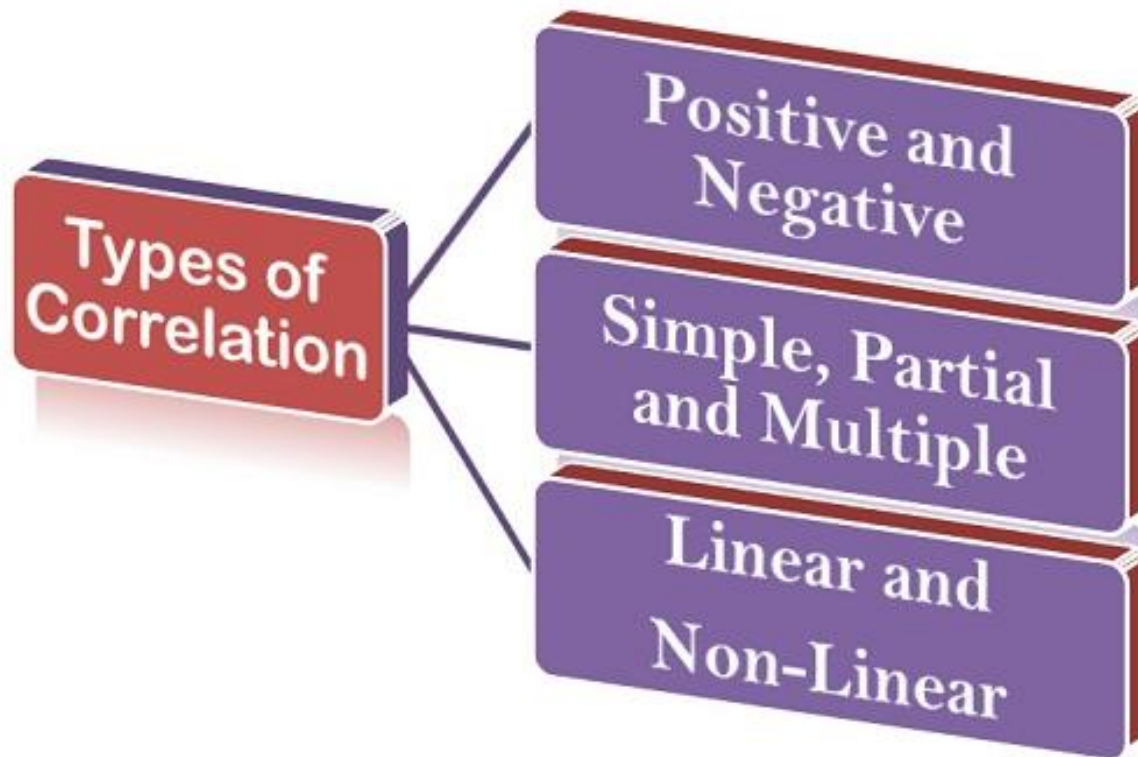 Types of
Correlation
Positive and
Negative
Simple, Partial
and Multiple
Linear and
Non-Linear